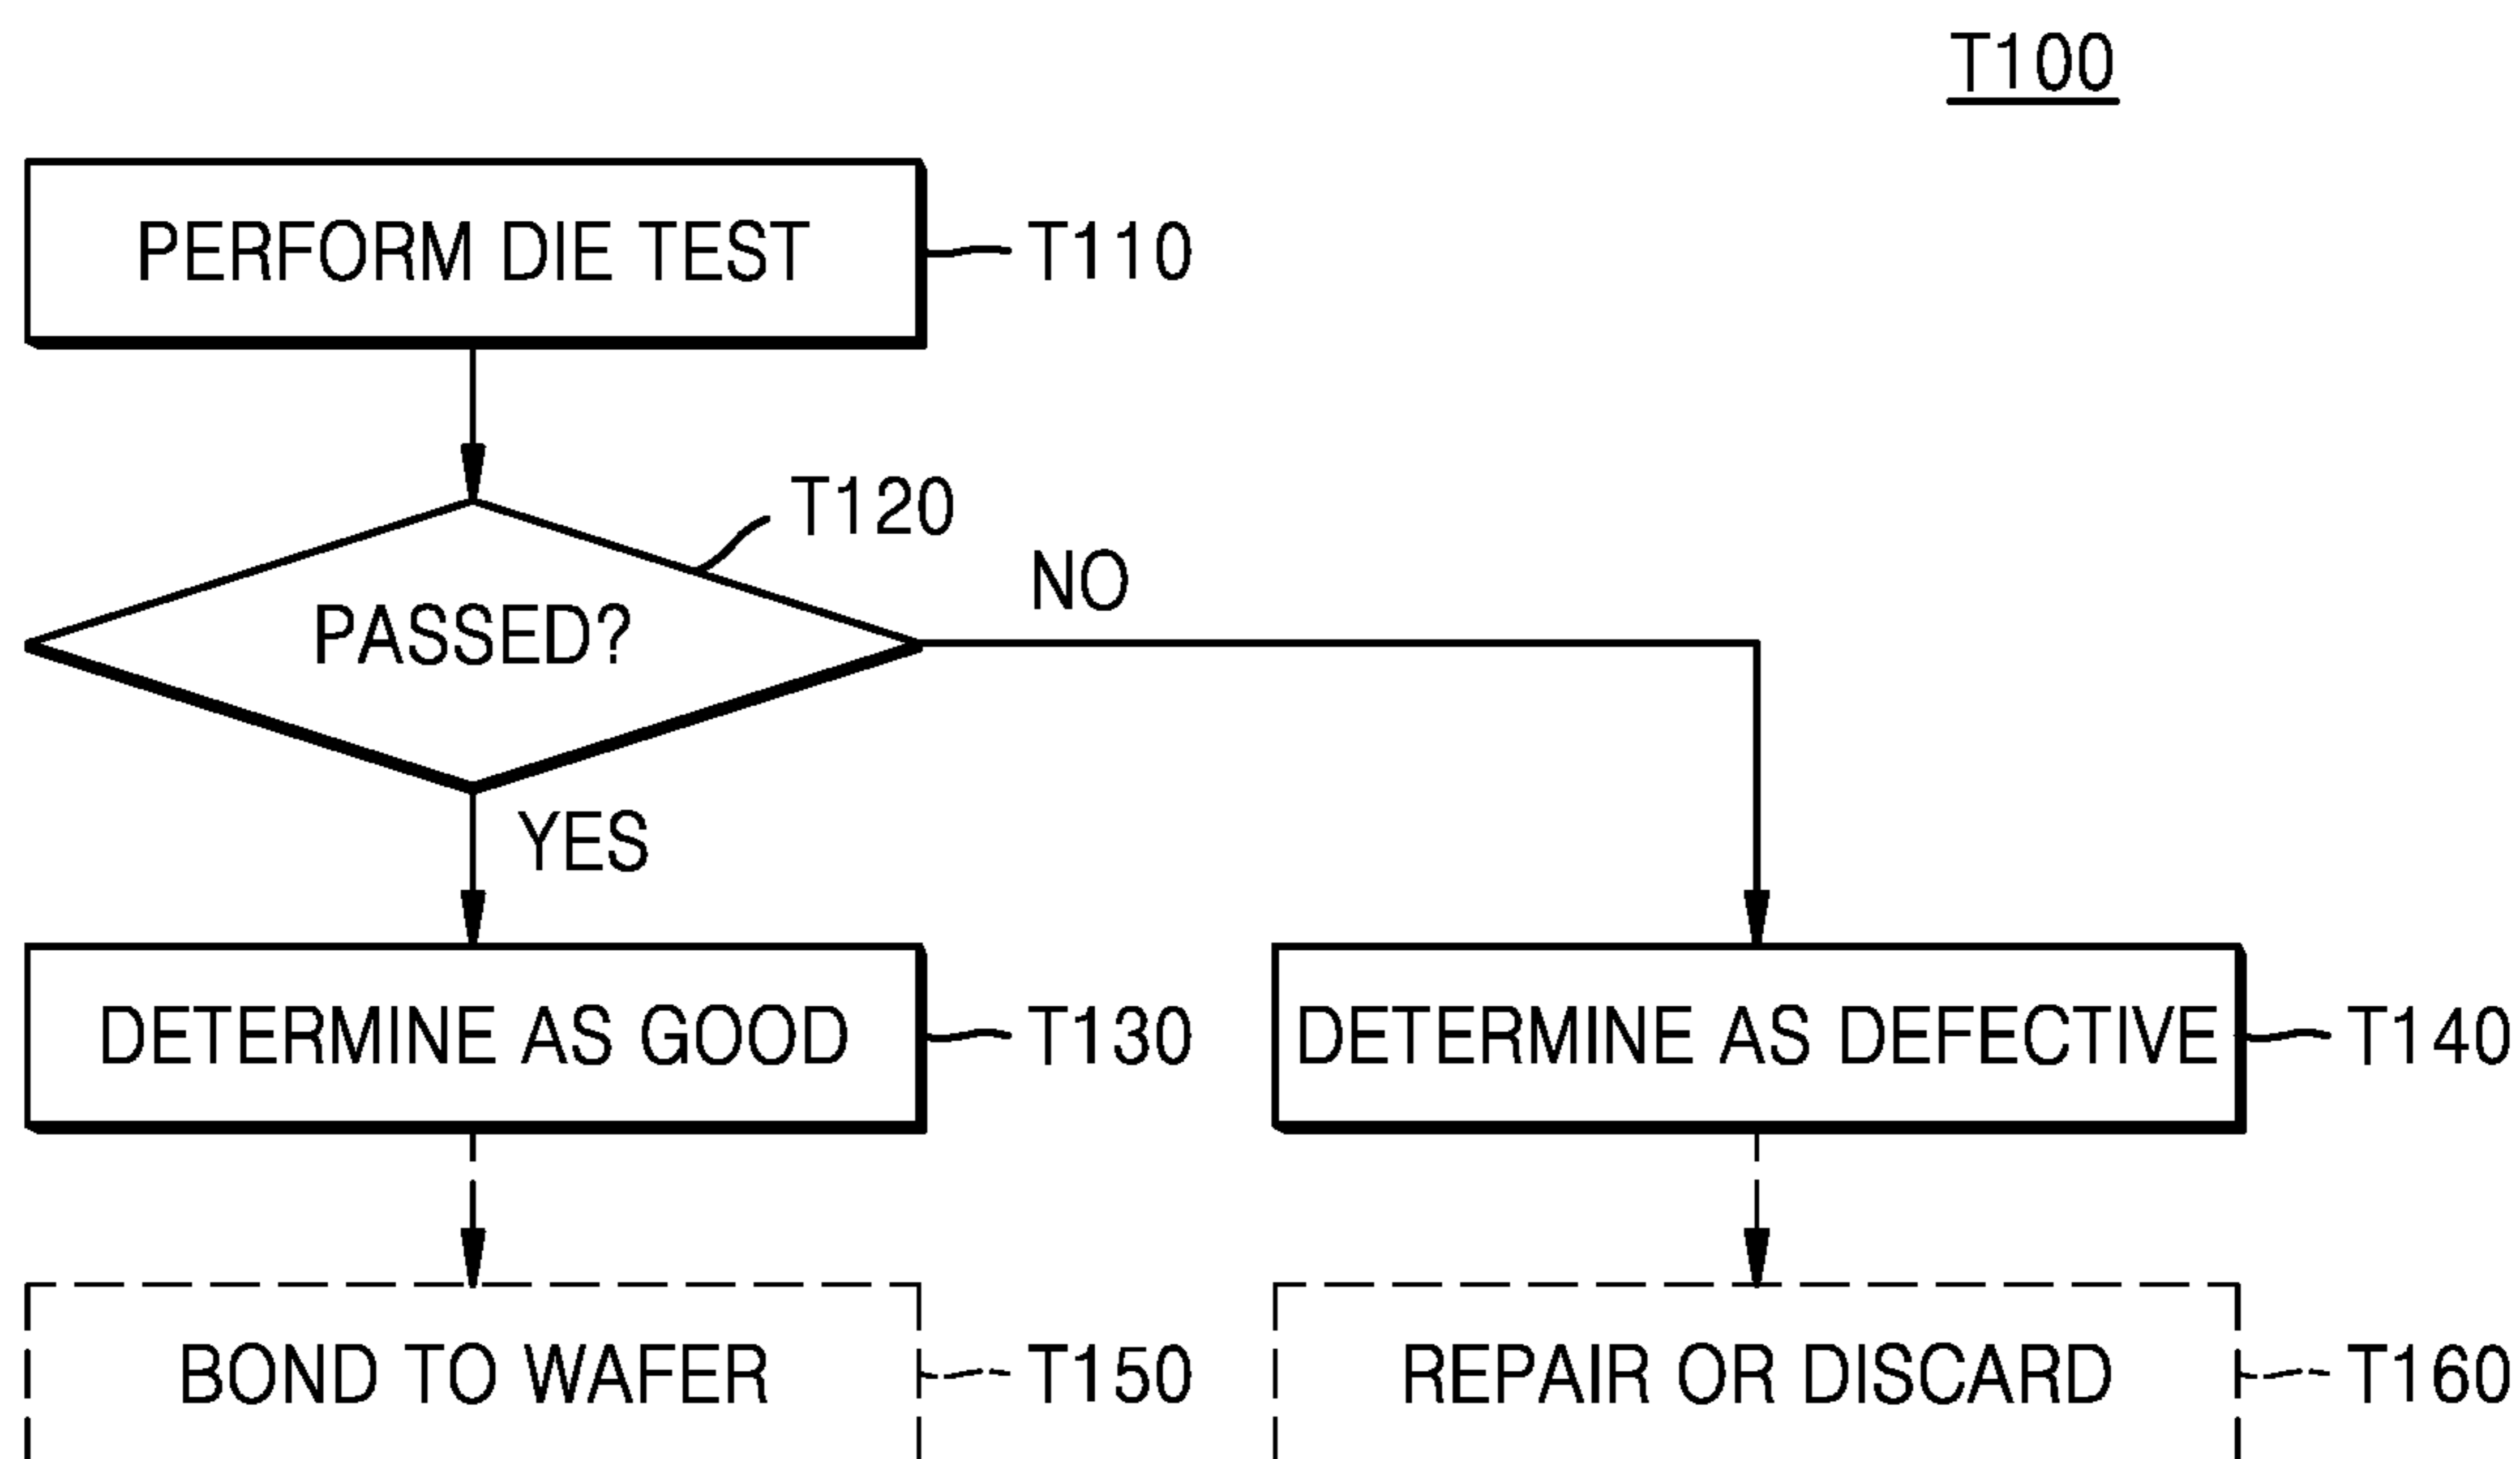 T100
PERFORM DIE TEST
T110
T120
PASSED?
NO
YES
DETERMINE AS GOOD
T130
DETERMINE AS DEFECTIVE
T140
BOND TO WAFER
T150
REPAIR OR DISCARD
T160